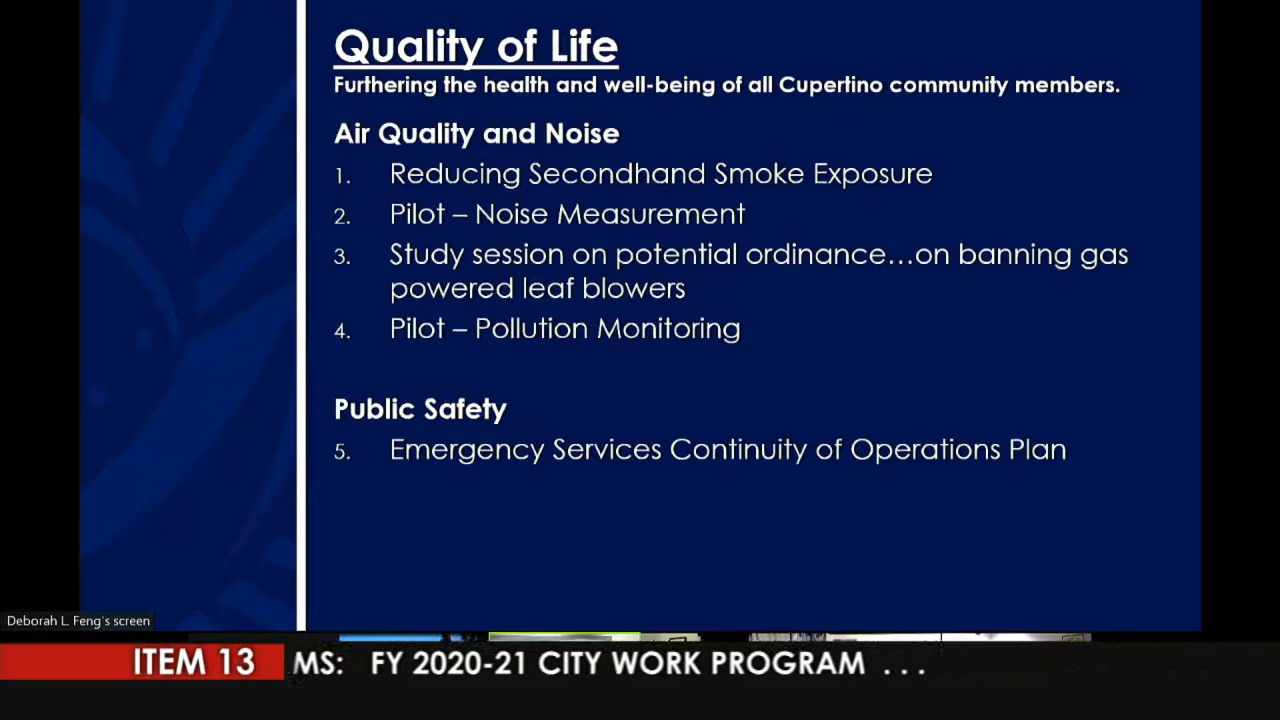 Quality of Life
Furthering the health and well-being of all Cupertino community members.
Air Quality and Noise
1. Reducing Secondhand Smoke Exposure
2. Pilot – Noise Measurement
3. Study session on potential ordinance...on banning gas
powered leaf blowers
4. Pilot – Pollution Monitoring
Public Safety
5. Emergency Services Continuity of Operations Plan
Deborah L. Feng's screen
ITEM 13 MS: FY 2020-21 CITY WORK PROGRAM . . .